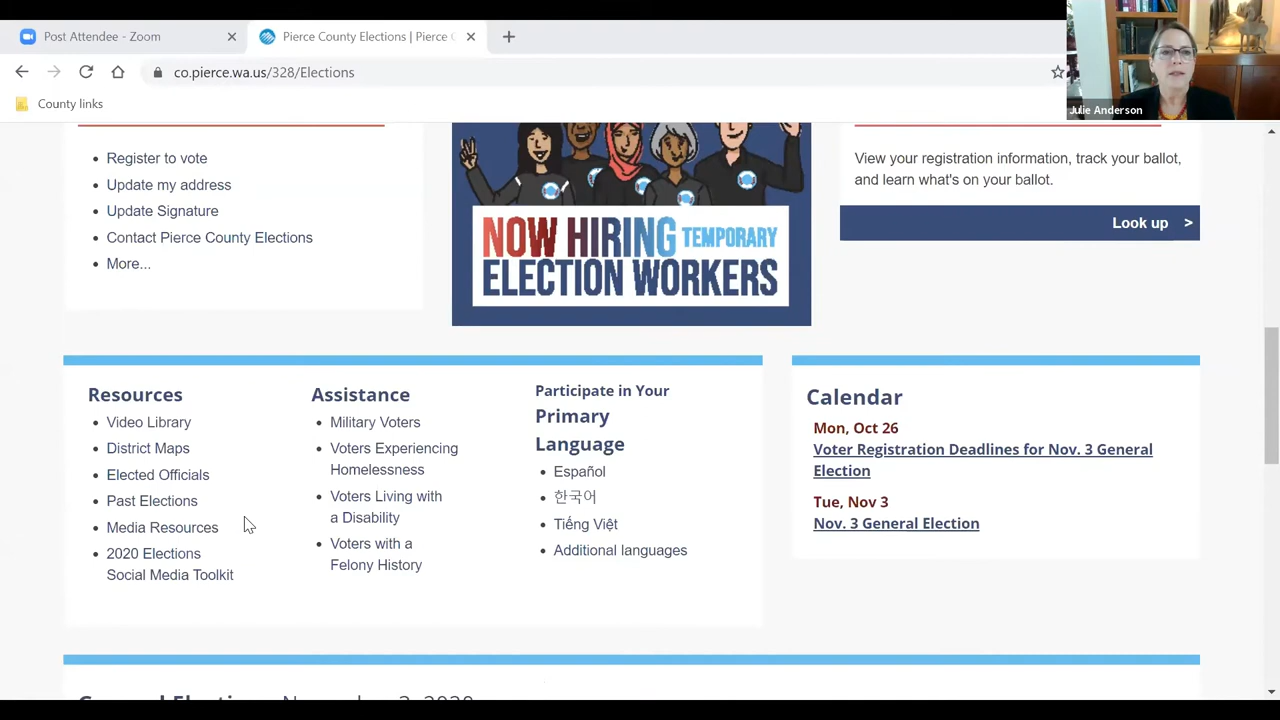 Post Attendee - Zoom
Pierce County Elections | Pierce C
co.pierce.wa.us/328/Elections
County links
Julie Anderson
Register to vote
Update my address
Update Signature
Contact Pierce County Elections
More...
NOW HIRING TEMPORARY
ELECTION WORKERS
View your registration information, track your ballot,
and learn what's on your ballot.
Look up >
Resources
Video Library
District Maps
Elected Officials
Past Elections
Media Resources
2020 Elections
Social Media Toolkit
Assistance
Military Voters
Voters Experiencing
Homelessness
Voters Living with
a Disability
Voters with a
Felony History
Participate in Your
Primary
Language
Español
한국어
Tiếng Việt
Additional languages
Calendar
Mon, Oct 26
Voter Registration Deadlines for Nov. 3 General
Election
Tue, Nov 3
Nov. 3 General Election